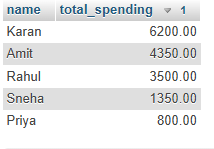 name total_spending 1
Karan 6200.00
Amit 4350.00
Rahul 3500.00
Sneha 1350.00
Priya 800.00